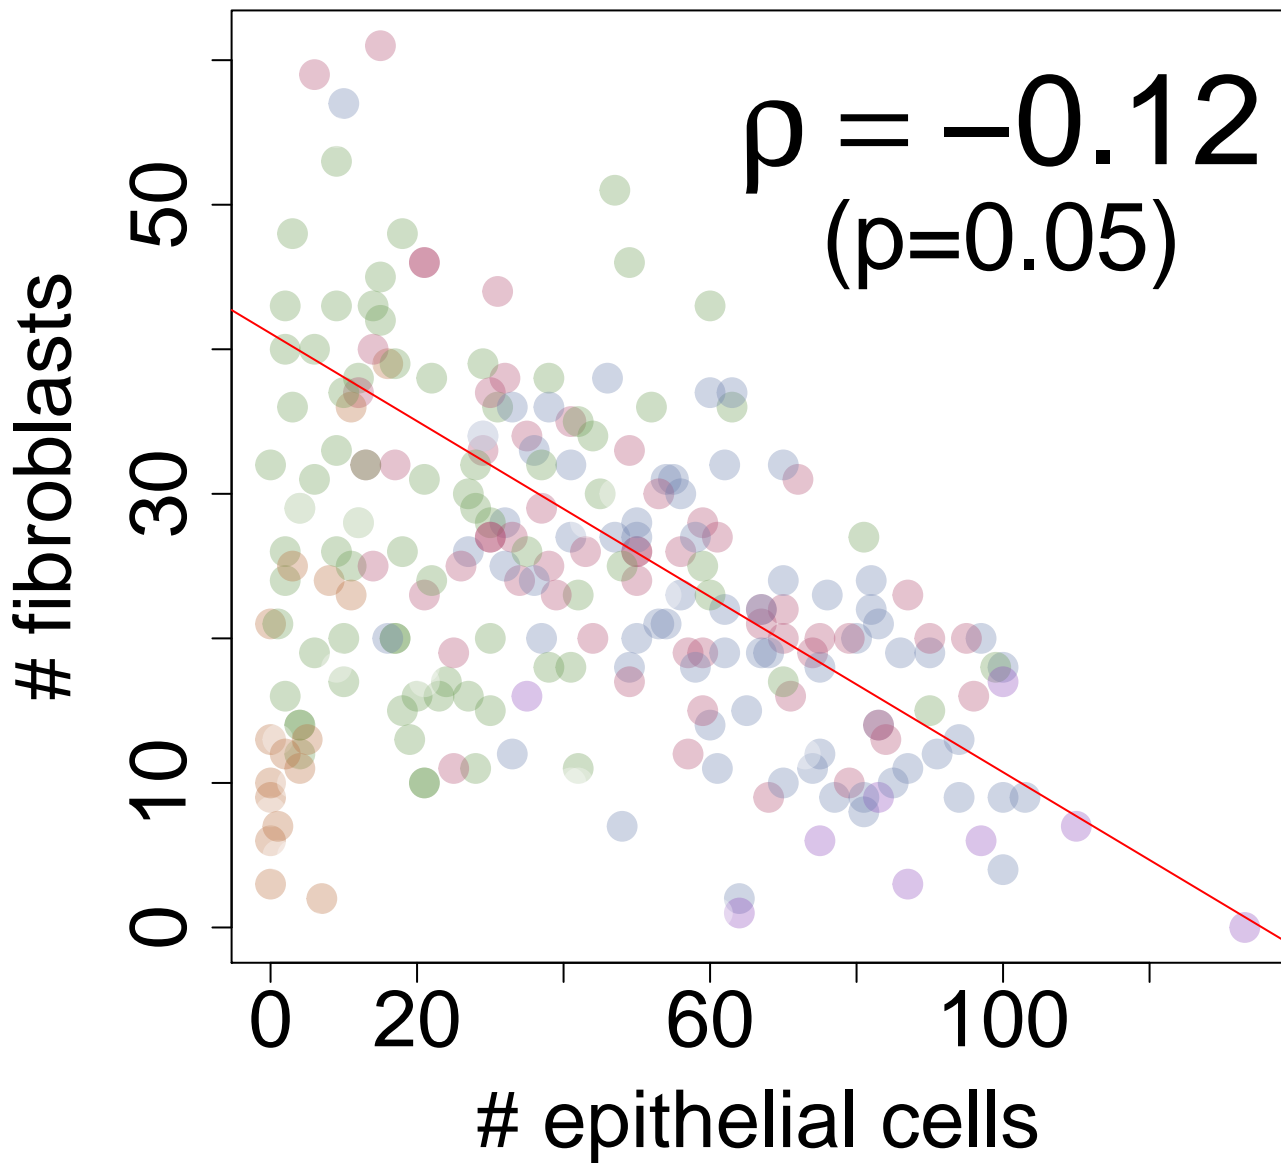 ρ = −0.12
(p=0.05)
# fibroblasts
50
30
10
0
0 20 60 100
# epithelial cells